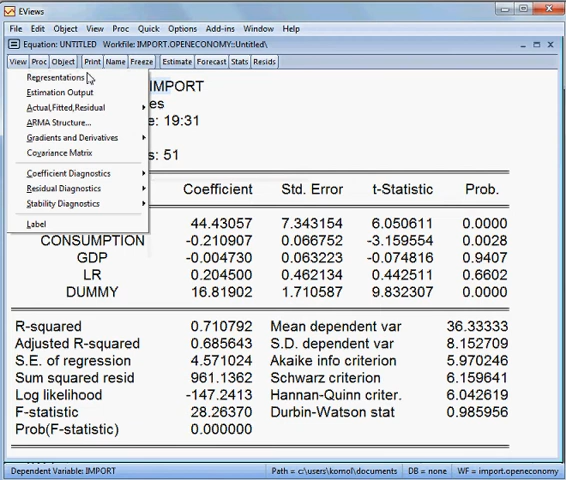 EViews
File Edit Object View Proc Quick Options Add-ins Window Help
Equation: UNTITLED Workfile: IMPORT.OPENECONOMY::Untitled\
View Proc Object Print Name Freeze Estimate Forecast Stats Resids
Representations
IMPORT
Estimation Output
es
Actual,Fitted,Residual
e: 19:31
ARMA Structure...
Gradients and Derivatives
Covariance Matrix
s: 51
Coefficient Diagnostics
Residual Diagnostics
Stability Diagnostics
Label
Coefficient Std. Error t-Statistic Prob.
44.43057 7.343154 6.050611 0.0000
CONSUMPTION -0.210907 0.066752 -3.159554 0.0028
GDP -0.004730 0.063223 -0.074816 0.9407
LR 0.204500 0.462134 0.442511 0.6602
DUMMY 16.81902 1.710587 9.832307 0.0000
R-squared 0.710792 Mean dependent var 36.33333
Adjusted R-squared 0.685643 S.D. dependent var 8.152709
S.E. of regression 4.571024 Akaike info criterion 5.970246
Sum squared resid 961.1362 Schwarz criterion 6.159641
Log likelihood -147.2413 Hannan-Quinn criter. 6.042619
F-statistic 28.26370 Durbin-Watson stat 0.985956
Prob(F-statistic) 0.000000
Dependent Variable: IMPORT Path = c:\users\komol\documents DB = none WF = import.openeconomy